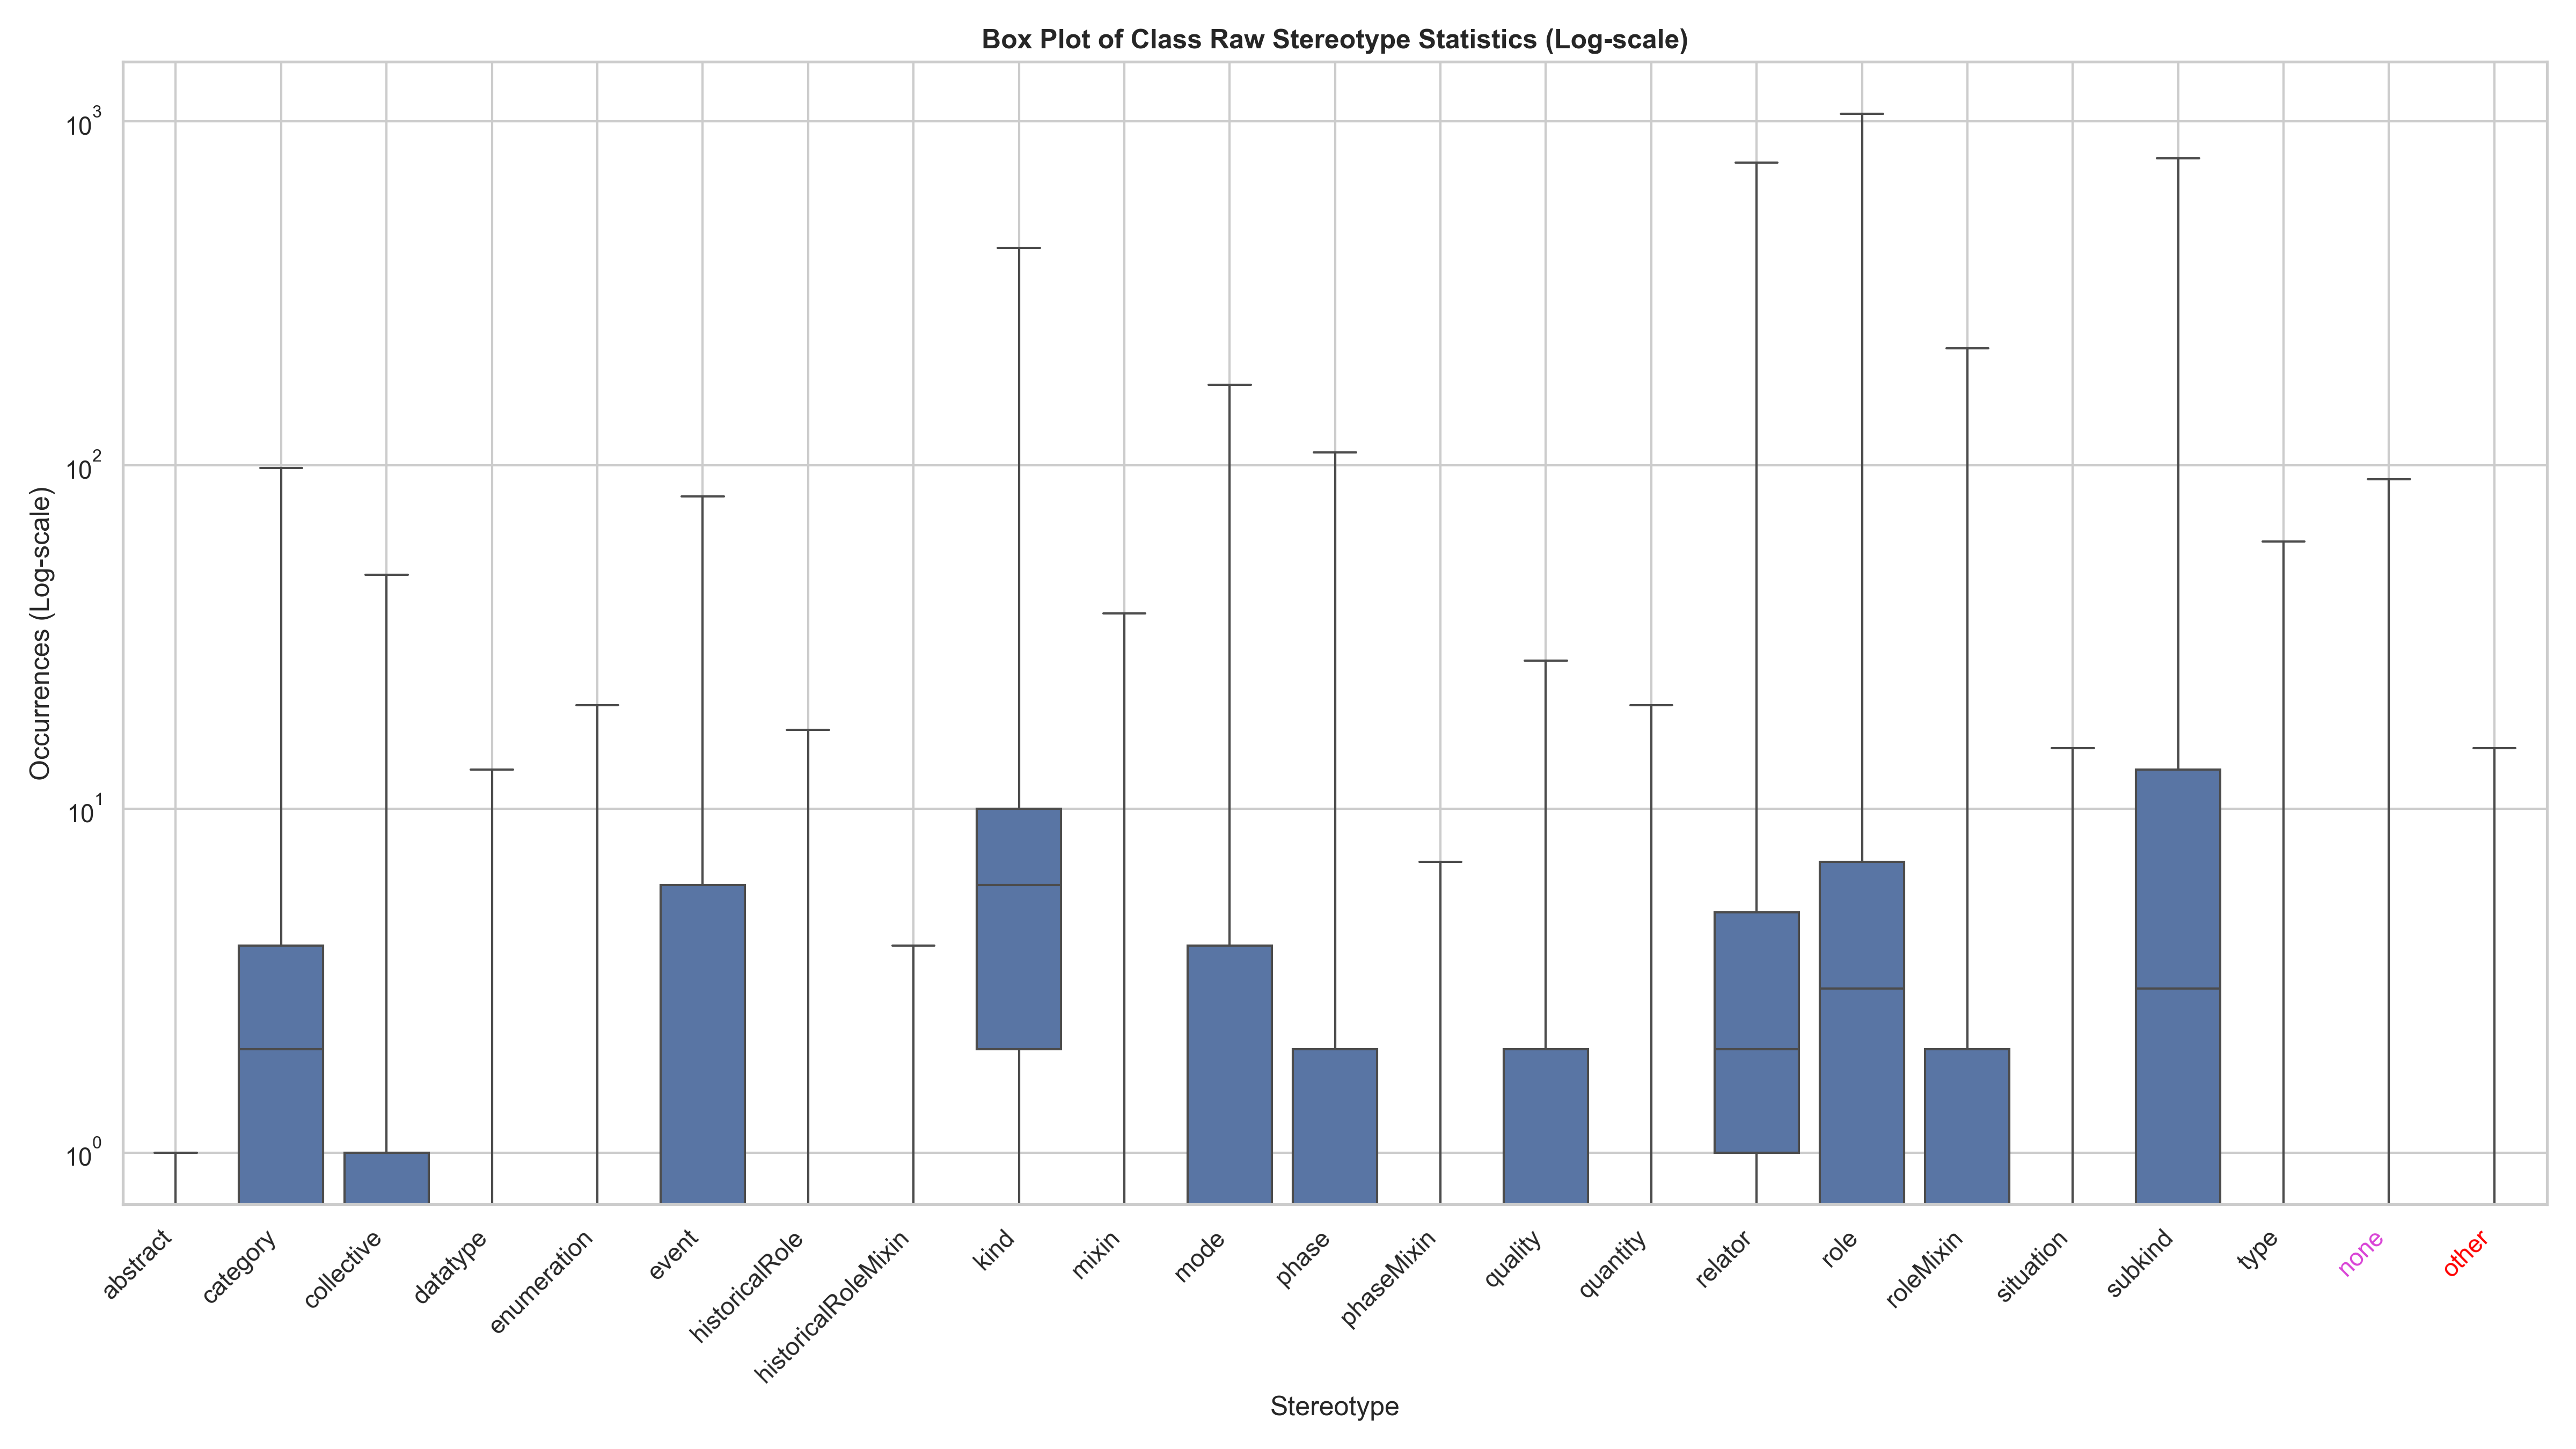 Box Plot of Class Raw Stereotype Statistics (Log-scale)
Occurrences (Log-scale)
10³
10²
10¹
10⁰
abstract
category
collective
datatype
enumeration
event
historicalRole
historicalRoleMixin
kind
mixin
mode
phase
phaseMixin
quality
quantity
relator
role
roleMixin
situation
subkind
type
none
other
Stereotype